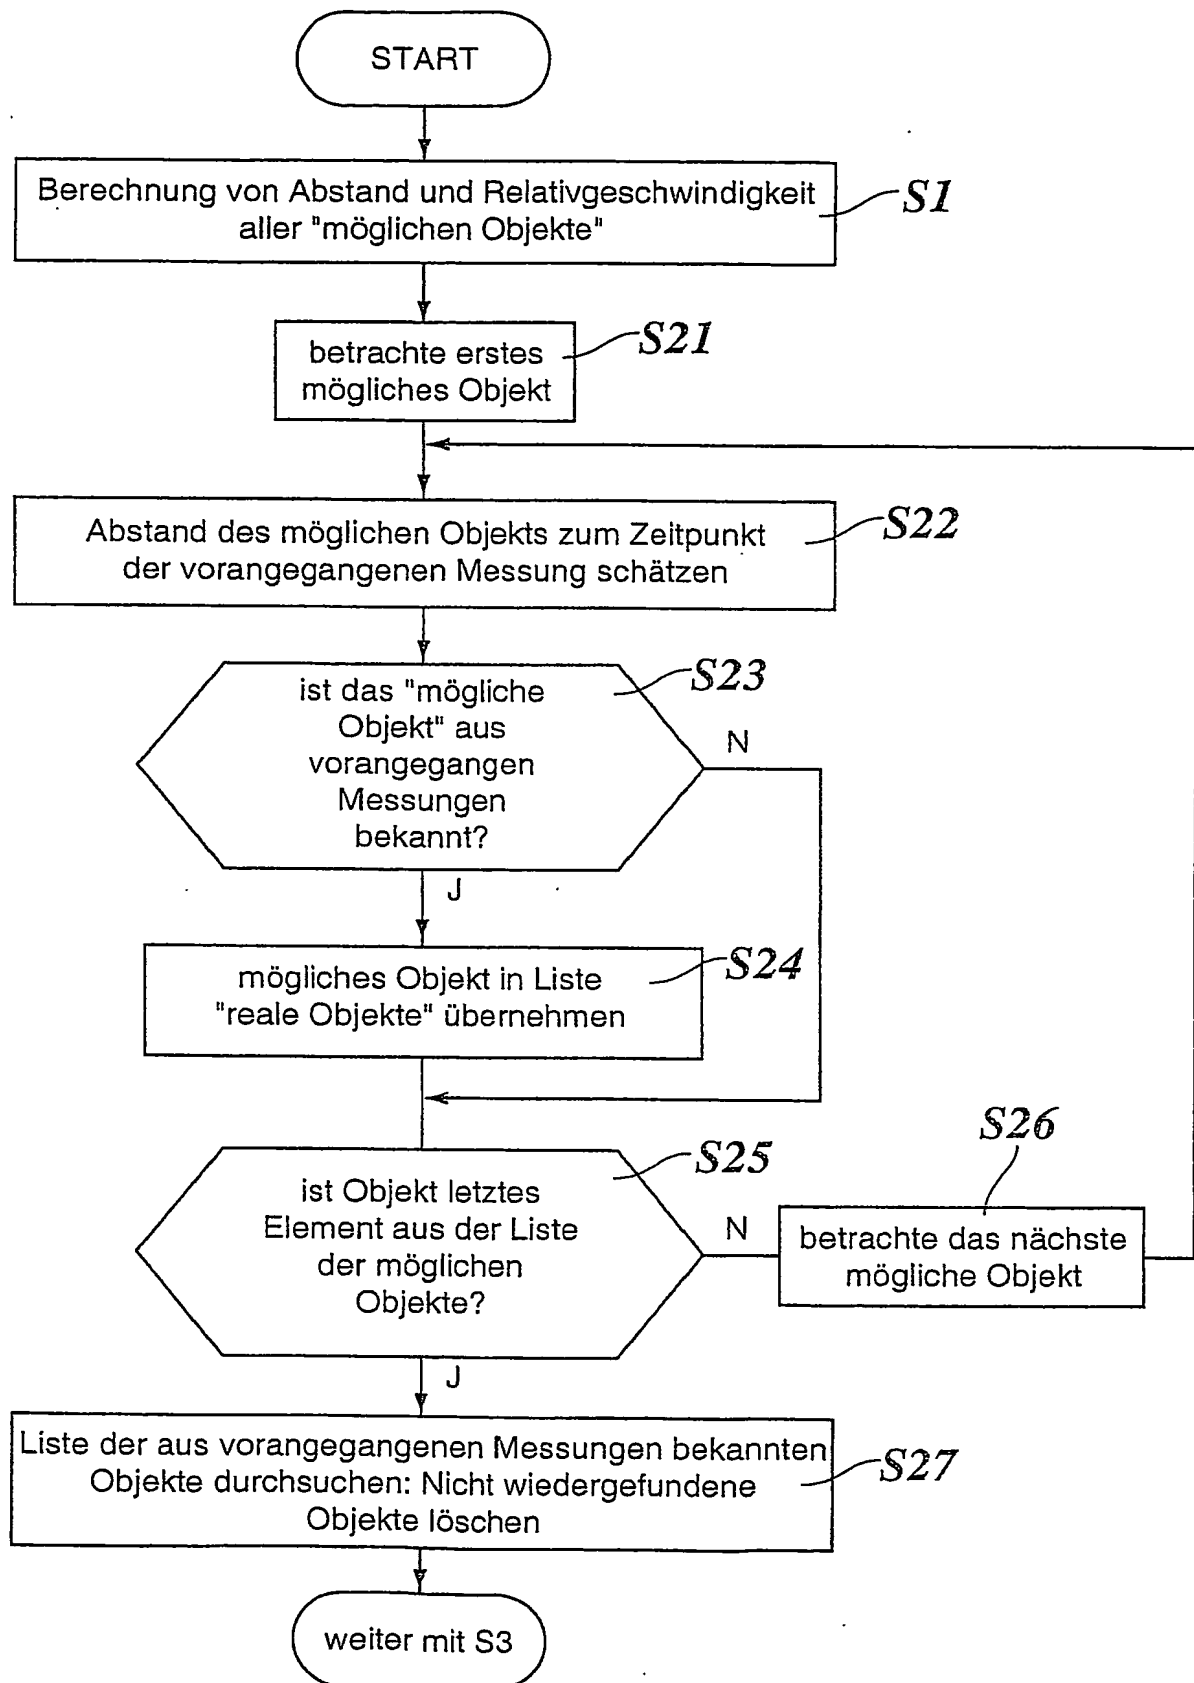 START
Berechnung von Abstand und Relativgeschwindigkeit
aller "möglichen Objekte"
S1
betrachte erstes
mögliches Objekt
S21
Abstand des möglichen Objekts zum Zeitpunkt
der vorangegangenen Messung schätzen
S22
ist das "mögliche
Objekt" aus
vorangegangen
Messungen
bekannt?
S23
N
J
mögliches Objekt in Liste
"reale Objekte" übernehmen
S24
ist Objekt letztes
Element aus der Liste
der möglichen
Objekte?
S25
N
betrachte das nächste
mögliche Objekt
S26
J
Liste der aus vorangegangenen Messungen bekannten
Objekte durchsuchen: Nicht wiedergefundene
Objekte löschen
S27
weiter mit S3